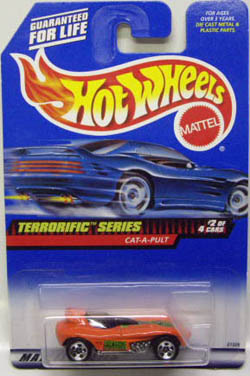 GUARANTEED
FOR LIFE
FOR AGES
OVER 3 YEARS.
DIE CAST METAL &
PLASTIC PARTS.
Hot Wheels
MATTEL
TERRORIFIC™ SERIES
CAT-A-PULT
#2 OF
4 CARS